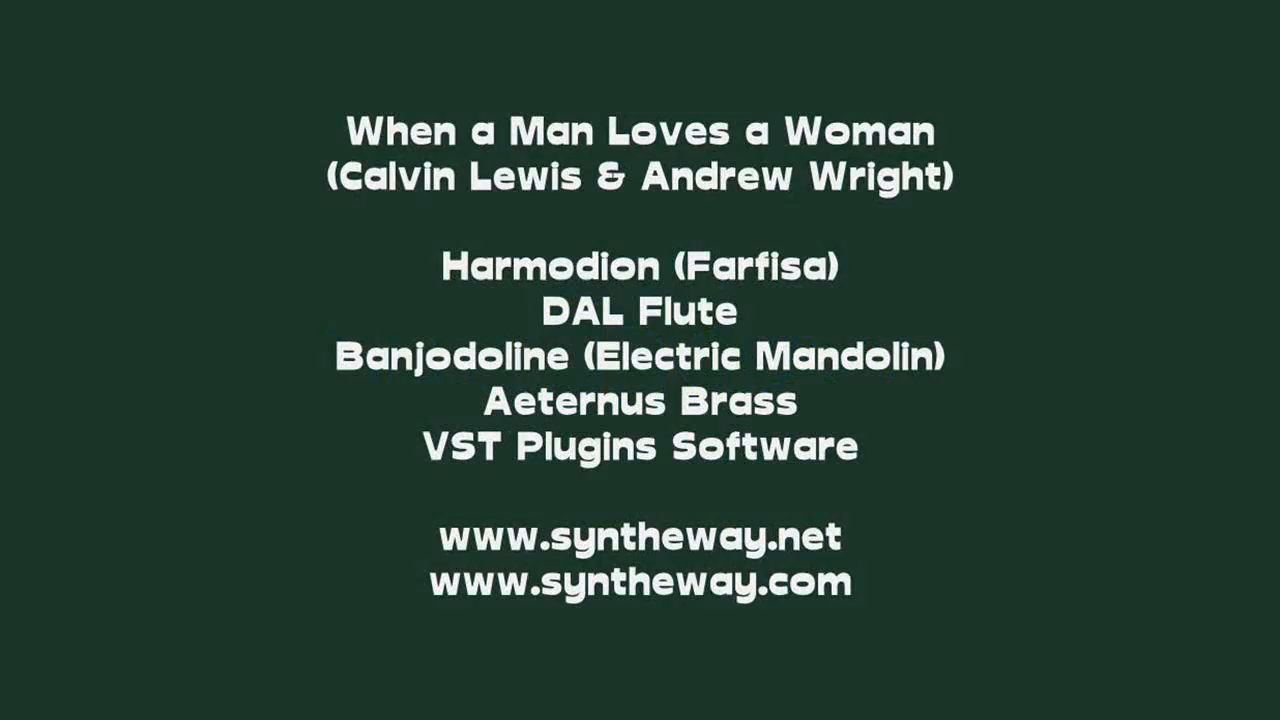 When a Man Loves a Woman
(Calvin Lewis & Andrew Wright)
Harmodion (Farfisa)
DAL Flute
Banjodoline (Electric Mandolin)
Aeternus Brass
VST Plugins Software
www.syntheway.net
www.syntheway.com